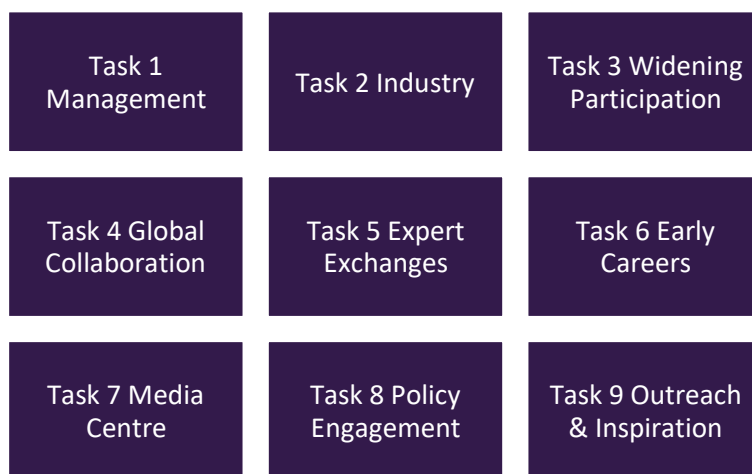 Task 1
Management
Task 2 Industry
Task 3 Widening
Participation
Task 4 Global
Collaboration
Task 5 Expert
Exchanges
Task 6 Early
Careers
Task 7 Media
Centre
Task 8 Policy
Engagement
Task 9 Outreach
& Inspiration